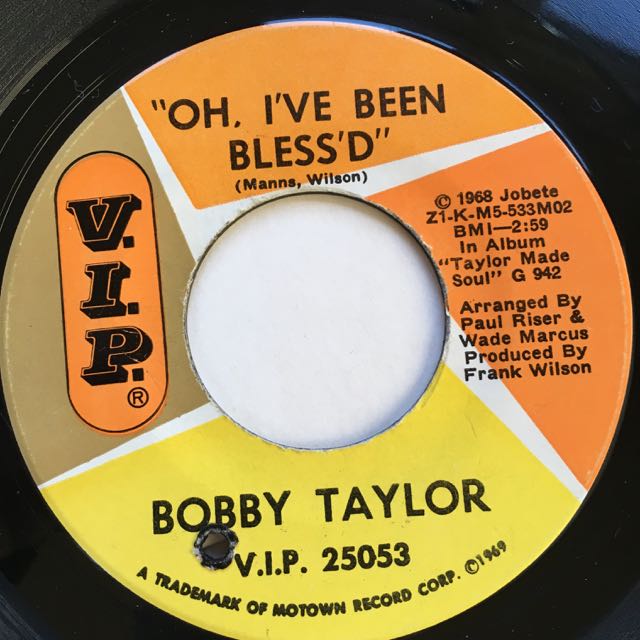 "OH, I'VE BEEN
BLESS'D"
(Manns, Wilson)
V.I.P.®
© 1968 Jobete
Z1-K-M5-533M02
BMI—2:59
In Album
"Taylor Made
Soul" G 942
Arranged By
Paul Riser &
Wade Marcus
Produced By
Frank Wilson
BOBBY TAYLOR
V.I.P. 25053
A TRADEMARK OF MOTOWN RECORD CORP. ©1969